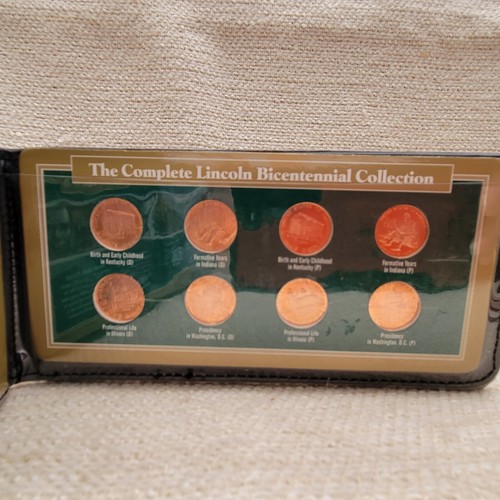 The Complete Lincoln Bicentennial Collection
Birth and Early Childhood
in Kentucky (D)
Formative Years
in Indiana (D)
Birth and Early Childhood
in Kentucky (P)
Formative Years
in Indiana (P)
Professional Life
in Illinois (D)
Presidency
in Washington, D.C. (D)
Professional Life
in Illinois (P)
Presidency
in Washington, D.C. (P)